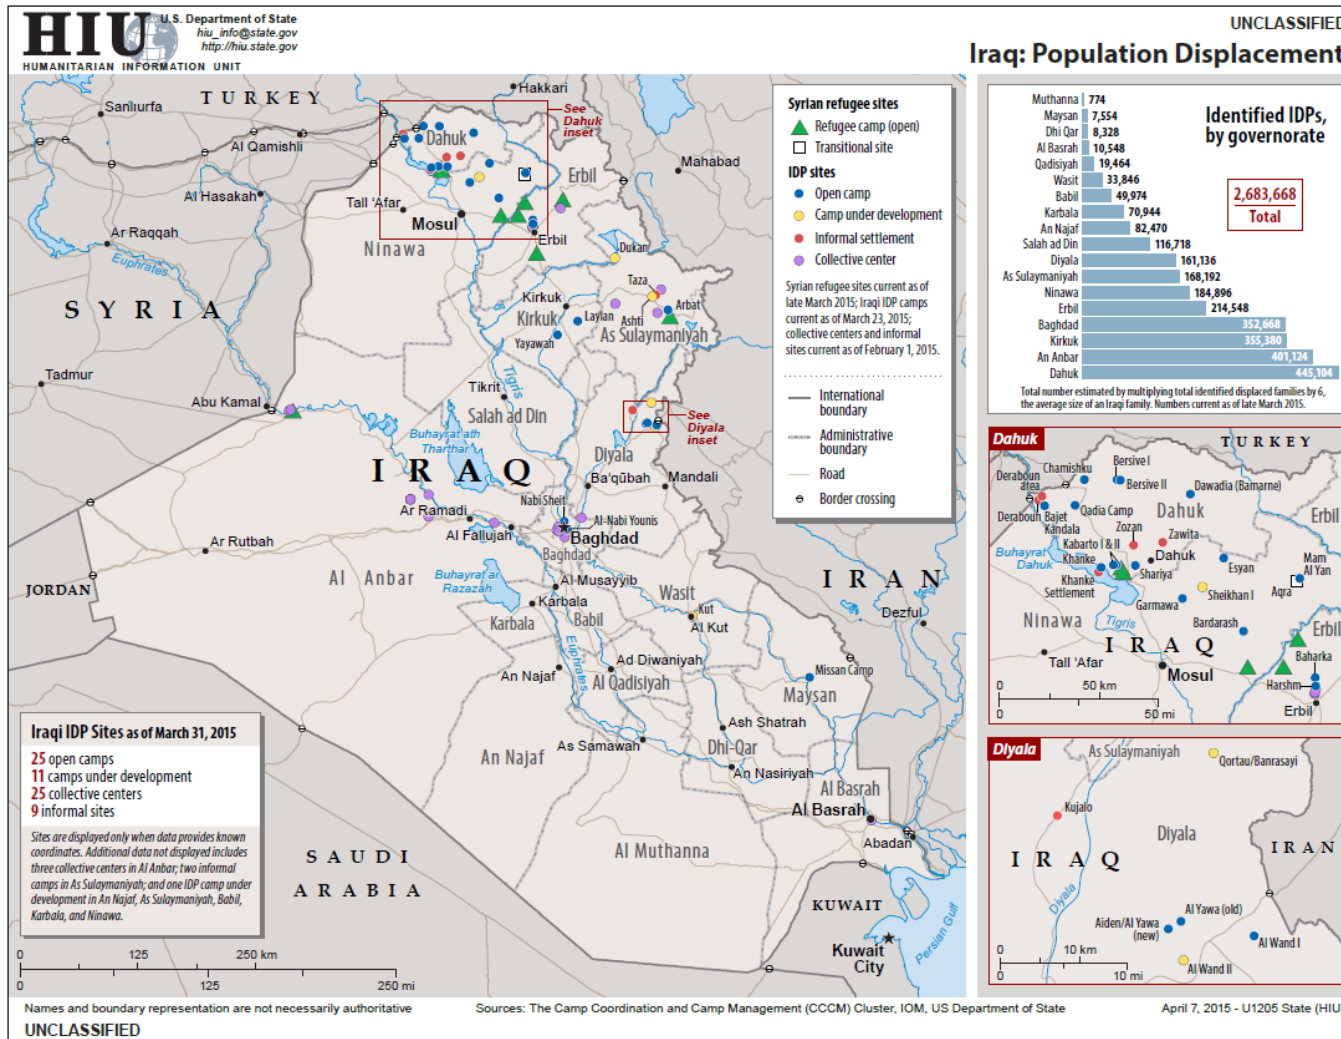 HIU
U.S. Department of State
hiu_info@state.gov
http://hiu.state.gov
HUMANITARIAN INFORMATION UNIT
UNCLASSIFIED
Iraq: Population Displacement
TURKEY
Hakkari
Sanlıurfa
See
Dahuk
inset
Dahuk
Al Qamishli
Mahabad
Erbil
Al Hasakah
Tall 'Afar
Mosul
Ar Raqqah
Ninawa
Erbil
Euphrates
Dukan
SYRIA
Taza
Kirkuk
Kirkuk
Laylan
Arbat
Ashti
As Sulaymaniyah
Yayawah
Tadmur
Tikrit
Tigris
Abu Kamal
Salah ad Din
See
Diyala
inset
Buhayrat ath
Tharthar
Diyala
IRAQ
Ba'qūbah
Mandali
Nabi Sheit
Ar Ramadi
Al-Nabi Younis
Al Fallujah
Baghdad
Ar Rutbah
Baghdad
Al Anbar
Buhayrat ar
Razazah
Al Musayyib
IRAN
JORDAN
Wasit
Karbala
Kut
Dezful
Karbala
Babil
Al Kut
Euphrates
Ad Diwaniyah
An Najaf
Al Qadisiyah
Missan Camp
Maysan
Ash Shatrah
As Samawah
Dhi-Qar
An Najaf
An Nasiriyah
Al Basrah
Al Basrah
Abadan
Al Muthanna
SAUDI
ARABIA
KUWAIT
Kuwait
City
Persian Gulf
Syrian refugee sites
Refugee camp (open)
Transitional site
IDP sites
Open camp
Camp under development
Informal settlement
Collective center
Syrian refugee sites current as of
late March 2015; Iraqi IDP camps
current as of March 23, 2015;
collective centers and informal
sites current as of February 1, 2015.
International
boundary
Administrative
boundary
Road
Border crossing
Iraqi IDP Sites as of March 31, 2015
25 open camps
11 camps under development
25 collective centers
9 informal sites
Sites are displayed only when data provides known
coordinates. Additional data not displayed includes
three collective centers in Al Anbar; two informal
camps in As Sulaymaniyah; and one IDP camp under
development in An Najaf, As Sulaymaniyah, Babil,
Karbala, and Ninawa.
0 125 250 km
0 125 250 mi
Identified IDPs,
by governorate
2,683,668
Total
Muthanna 774
Maysan 7,554
Dhi Qar 8,328
Al Basrah 10,548
Qadisiyah 19,464
Wasit 33,846
Babil 49,974
Karbala 70,944
An Najaf 82,470
Salah ad Din 116,718
Diyala 161,136
As Sulaymaniyah 168,192
Ninawa 184,896
Erbil 214,548
Baghdad 352,668
Kirkuk 355,380
An Anbar 401,124
Dahuk 445,104
Total number estimated by multiplying total identified displaced families by 6,
the average size of an Iraqi family. Numbers current as of late March 2015.
Dahuk
TURKEY
Bersive I
Chamishku
Deraboun
area
Bersive II
Dawadia (Bamarne)
Qadia Camp
Dahuk
Deraboun
Bajet
Kandala
Zozan
Erbil
Zawita
Kabarto I & II
Buhayrat
Dahuk
Khanke
Dahuk
Mam
Al Yan
Esyan
Shariya
Khanke
Settlement
Aqra
Sheikhan I
Garmawa
Ninawa
Tigris
Bardarash
Erbil
IRAQ
Baharka
Tall 'Afar
Mosul
Harshm
Erbil
0 50 km
0 50 mi
Diyala
As Sulaymaniyah
Qortau/Banrasayi
Kujalo
Diyala
IRAN
IRAQ
Diyala
Al Yawa (old)
Aiden/Al Yawa
(new)
Al Wand I
Al Wand II
0 10 km
0 10 mi
Names and boundary representation are not necessarily authoritative
Sources: The Camp Coordination and Camp Management (CCCM) Cluster, IOM, US Department of State
April 7, 2015 - U1205 State (HIU
UNCLASSIFIED